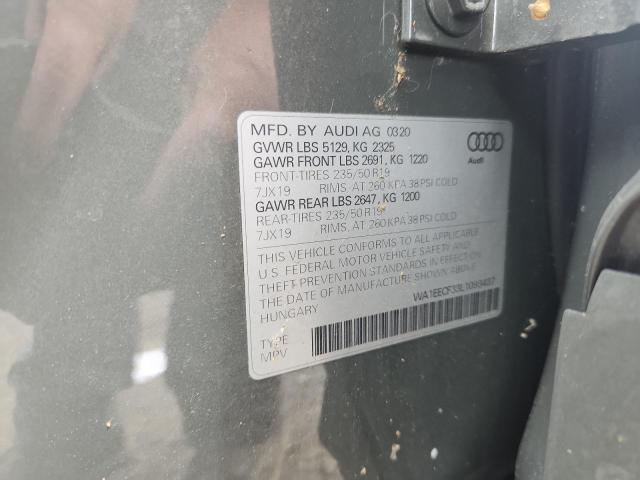 MFD. BY AUDI AG 0320
GVWR LBS 5129, KG 2325
GAWR FRONT LBS 2691, KG 1220
FRONT-TIRES 235/50 R19
7JX19 RIMS, AT 260 KPA 38 PSI COLD
GAWR REAR LBS 2647, KG 1200
REAR-TIRES 235/50 R19
7JX19 RIMS, AT 260 KPA 38 PSI COLD
THIS VEHICLE CONFORMS TO ALL APPLICABLE
U.S. FEDERAL MOTOR VEHICLE SAFETY AND
THEFT PREVENTION STANDARDS IN EFFECT ON
THE DATE OF MANUFACTURE SHOWN ABOVE.
HUNGARY
WA1EECF33L1093437
TYPE
MPV
Audi